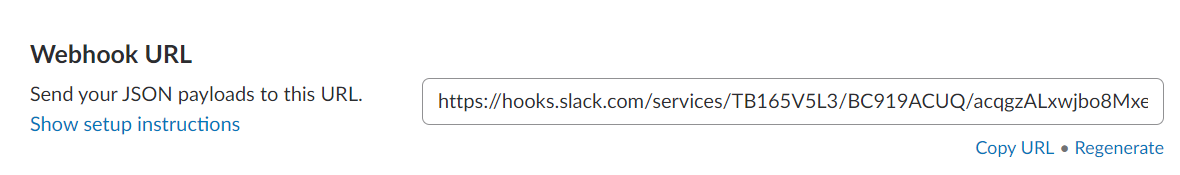 Webhook URL
Send your JSON payloads to this URL.
Show setup instructions
https://hooks.slack.com/services/TB165V5L3/BC919ACUQ/acqgzALxwjbo8Mxe
Copy URL • Regenerate